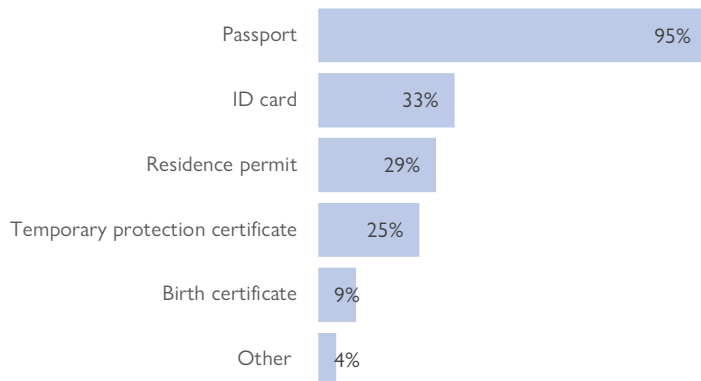 Passport 95%
ID card 33%
Residence permit 29%
Temporary protection certificate 25%
Birth certificate 9%
Other 4%